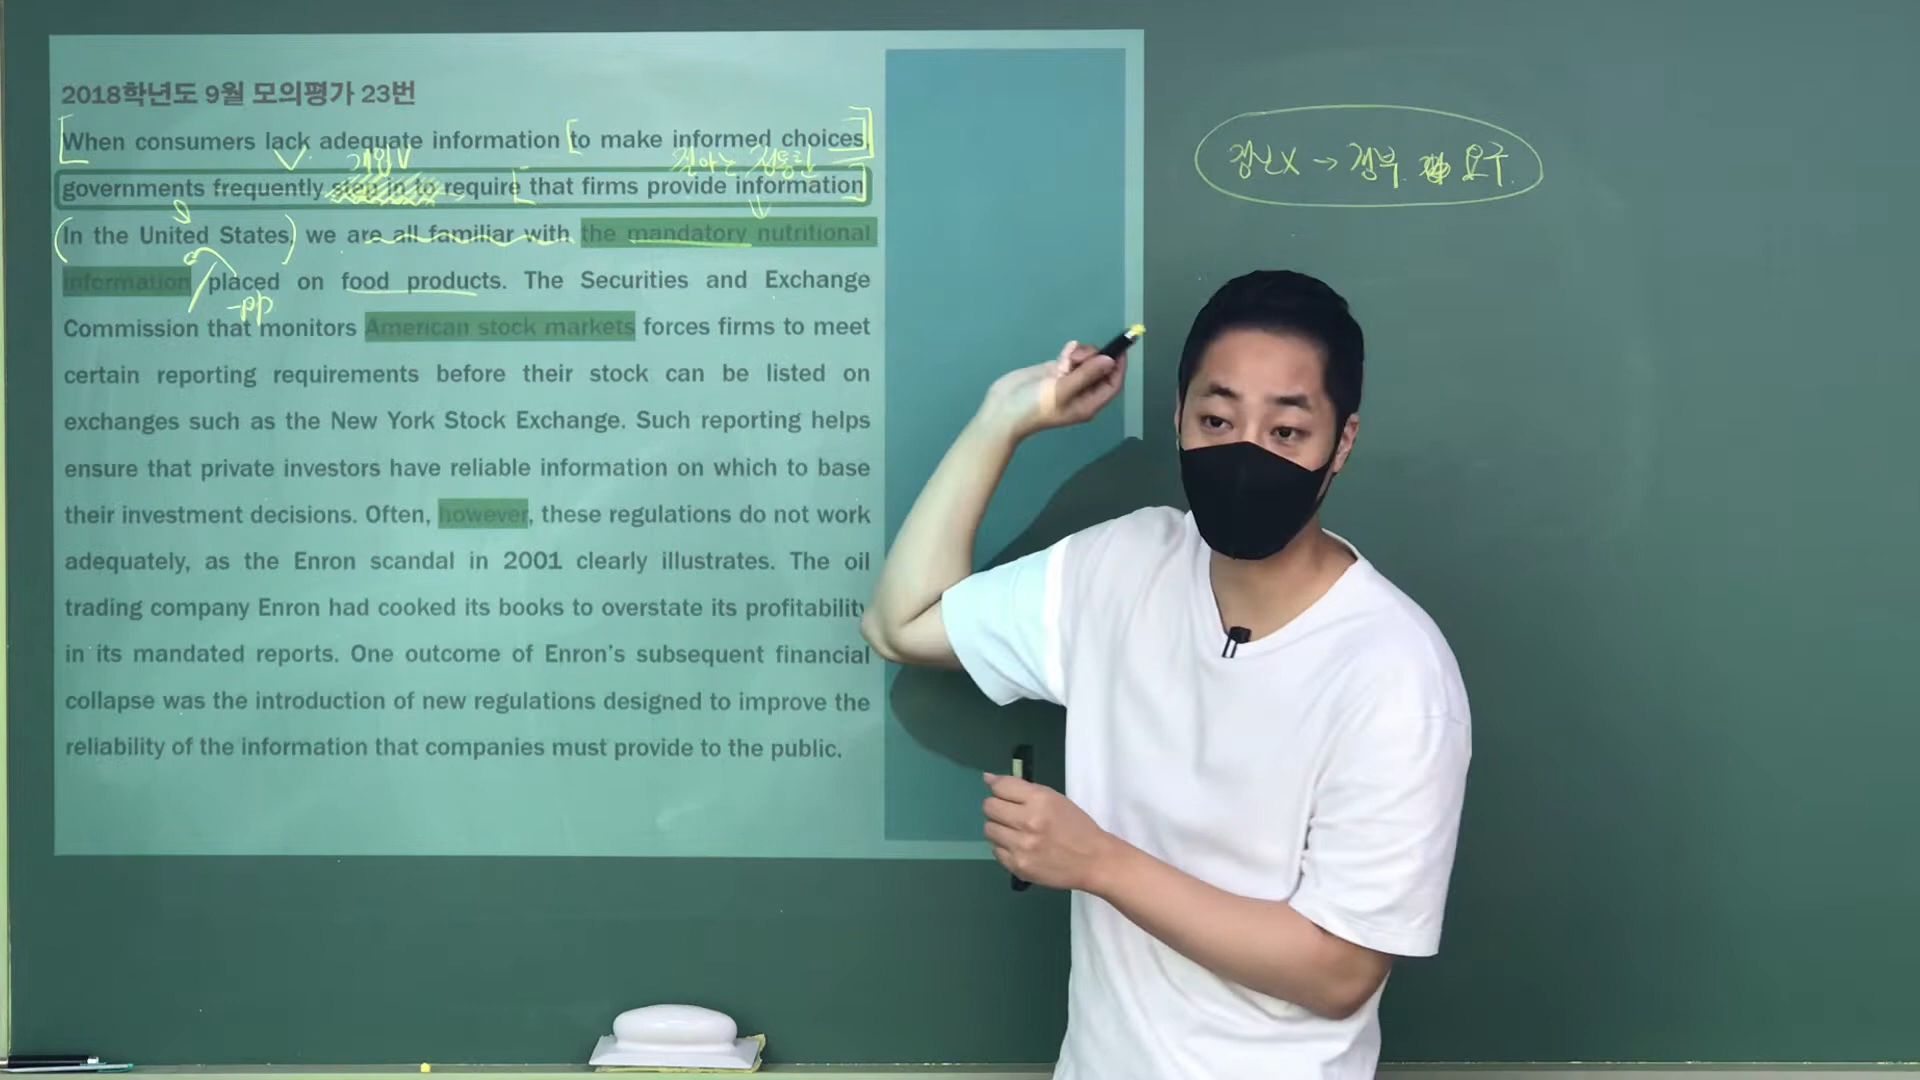 2018학년도 9월 모의평가 23번
When consumers lack adequate information to make informed choices,
개입
governments frequently step in to require that firms provide information
In the United States, we are all familiar with the mandatory nutritional
information placed on food products. The Securities and Exchange
-pp
Commission that monitors American stock markets forces firms to meet
certain reporting requirements before their stock can be listed on
exchanges such as the New York Stock Exchange. Such reporting helps
ensure that private investors have reliable information on which to base
their investment decisions. Often, however, these regulations do not work
adequately, as the Enron scandal in 2001 clearly illustrates. The oil
trading company Enron had cooked its books to overstate its profitability
in its mandated reports. One outcome of Enron's subsequent financial
collapse was the introduction of new regulations designed to improve the
reliability of the information that companies must provide to the public.
X → 정부 요구